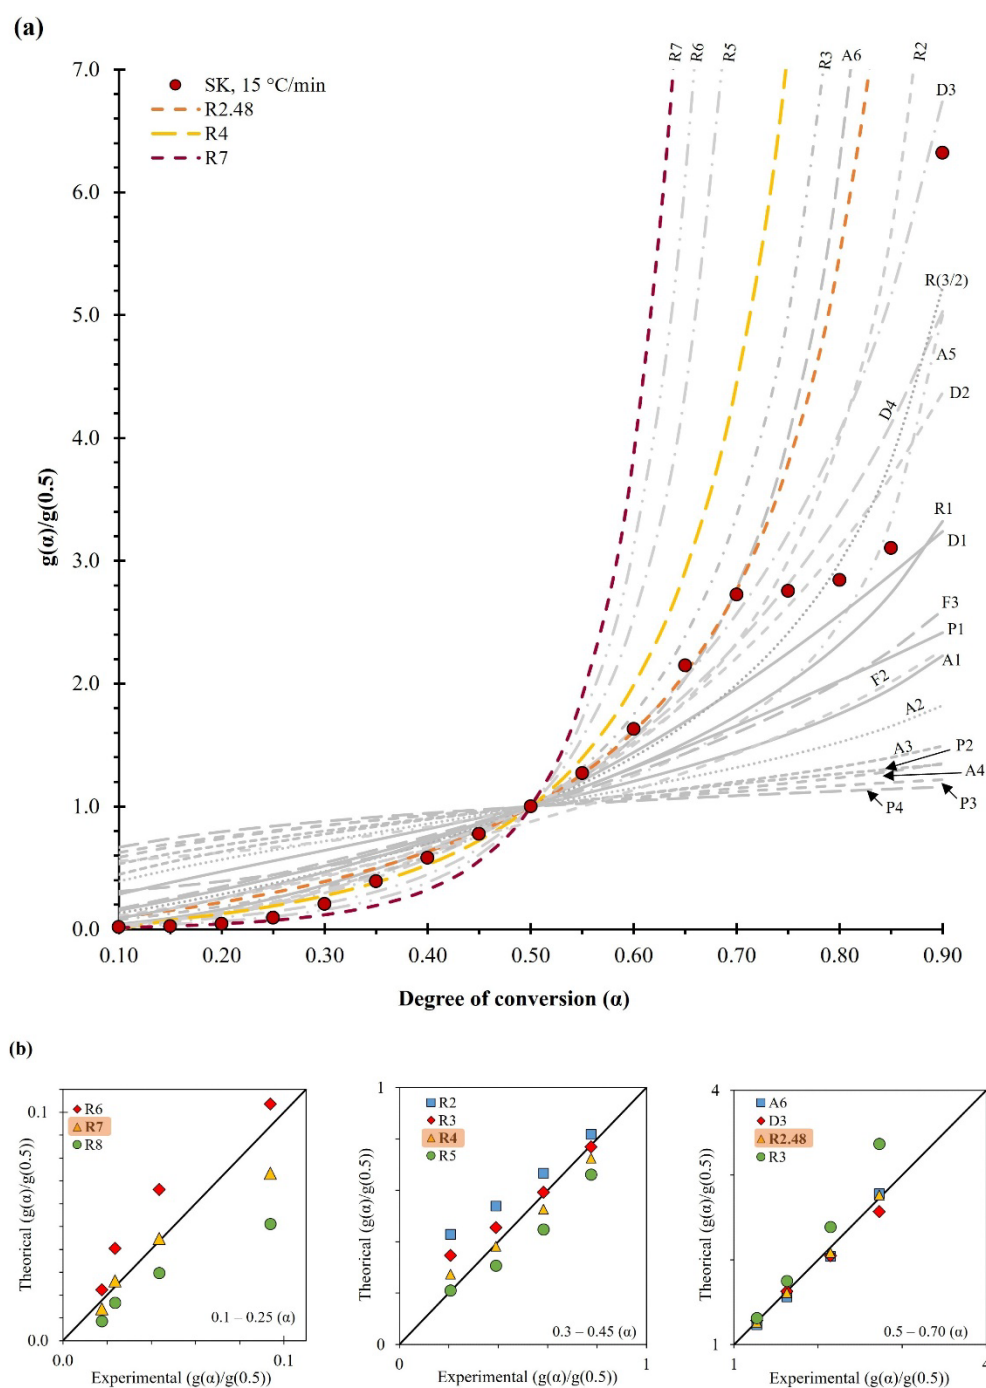 (a)
R7 R6 R5 R3 A6 R2
7.0
SK, 15 °C/min
D3
R2.48
R4
R7
6.0
R(3/2)
5.0
A5
D2
4.0
D4
g(α)/g(0.5)
R1
3.0
D1
F3
P1
2.0
F2
A1
A2
A3
P2
A4
1.0
P4
P3
0.0
0.10 0.20 0.30 0.40 0.50 0.60 0.70 0.80 0.90
Degree of conversion (α)
(b)
0.1
R6
R7
R8
Theorical (g(α)/g(0.5))
0.1 – 0.25 (α)
0.0
0.0 0.1
Experimental (g(α)/g(0.5))
1
R2
R3
R4
R5
Theorical (g(α)/g(0.5))
0.3 – 0.45 (α)
0
0 1
Experimental (g(α)/g(0.5))
4
A6
D3
R2.48
R3
Theorical (g(α)/g(0.5))
0.5 – 0.70 (α)
1
1 4
Experimental (g(α)/g(0.5))